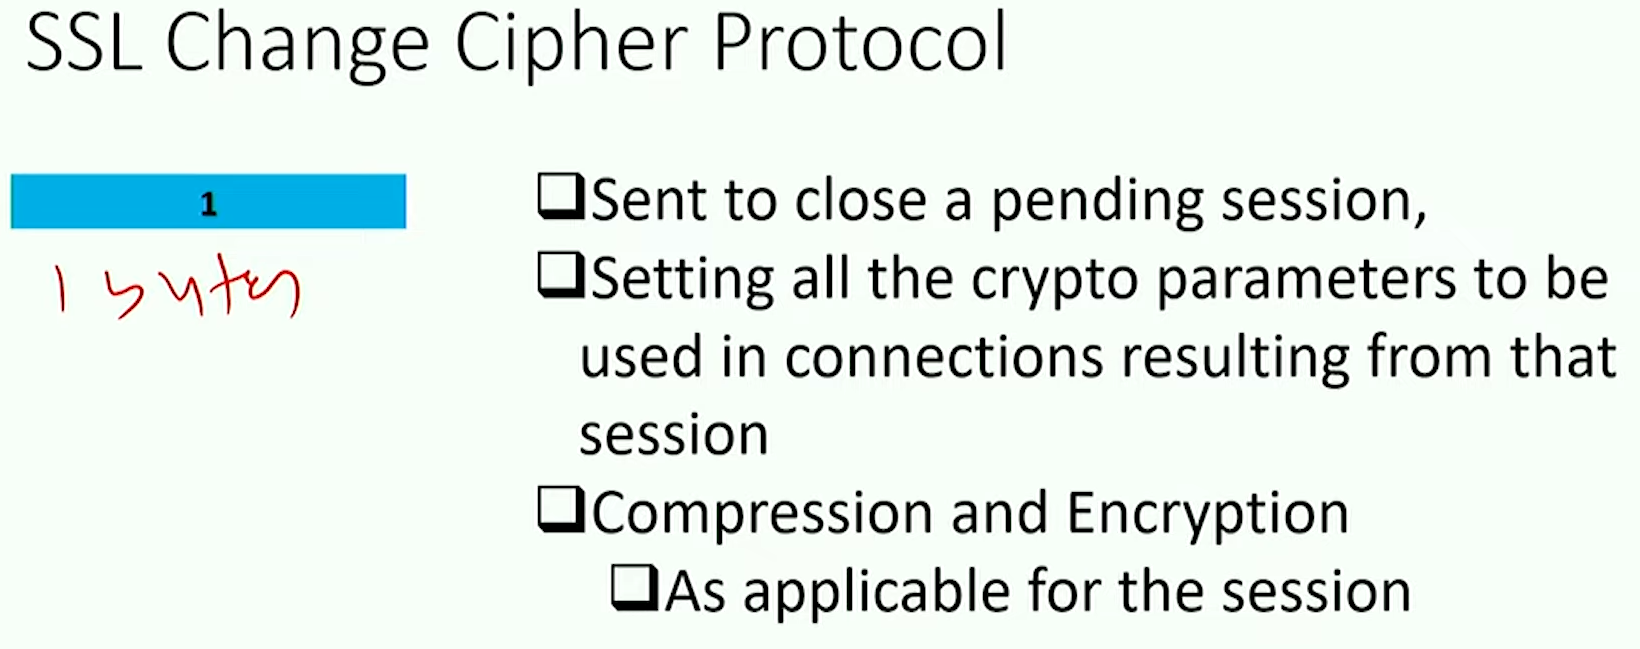 SSL Change Cipher Protocol
1
1 bytes
❑Sent to close a pending session,
❑Setting all the crypto parameters to be
used in connections resulting from that
session
❑Compression and Encryption
❑As applicable for the session